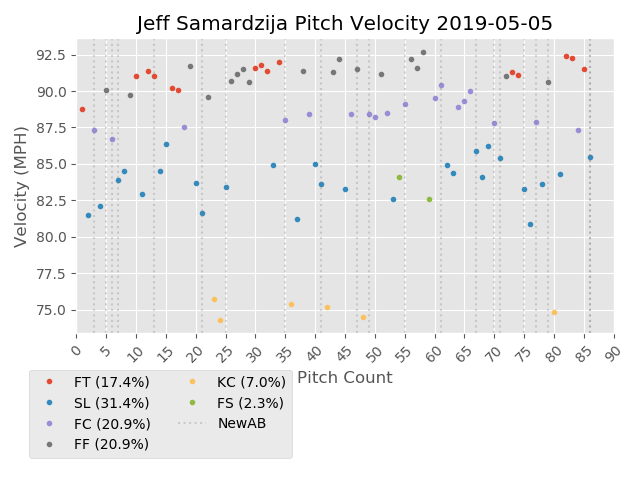 Jeff Samardzija Pitch Velocity 2019-05-05
Velocity (MPH)
92.5
90.0
87.5
85.0
82.5
80.0
77.5
75.0
0 5 10 15 20 25 30 35 40 45 50 55 60 65 70 75 80 85 90
Pitch Count
FT (17.4%) KC (7.0%)
SL (31.4%) FS (2.3%)
FC (20.9%) NewAB
FF (20.9%)